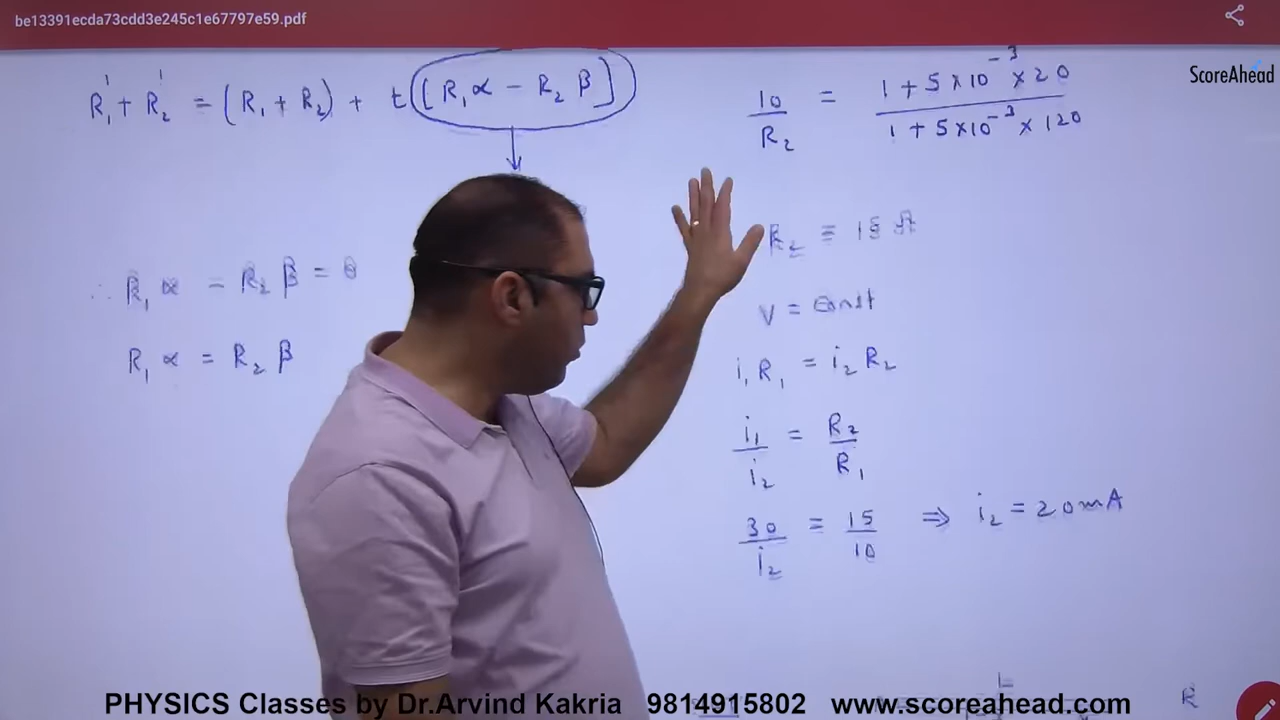 be13391ecda73cdd3e245c1e67797e59.pdf
ScoreAhead
R₁' + R₂' = (R₁ + R₂) + t[R₁α − R₂β]
∴ R₁α − R₂β = 0
R₁α = R₂β
10/R₂ = (1 + 5×10⁻³×20)/(1 + 5×10⁻³×120)
R₂ = 15 Ω
V = Const
i₁R₁ = i₂R₂
i₁/i₂ = R₂/R₁
30/i₂ = 15/10 ⇒ i₂ = 20mA
R
PHYSICS Classes by Dr.Arvind Kakria 9814915802 www.scoreahead.com